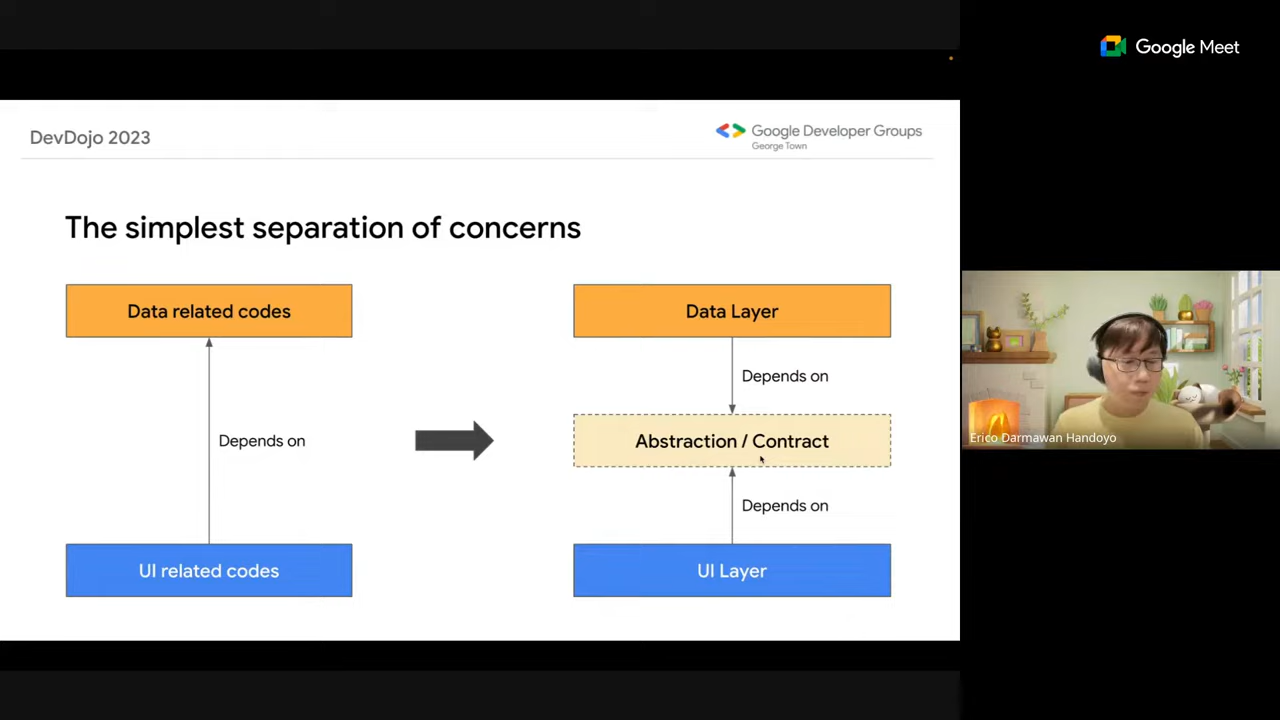 Google Meet
DevDojo 2023
Google Developer Groups
George Town
The simplest separation of concerns
Data related codes
Depends on
UI related codes
Data Layer
Depends on
Abstraction / Contract
Depends on
UI Layer
Erico Darmawan Handoyo